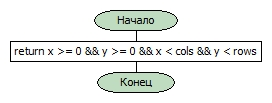 Начало
return x >= 0 && y >= 0 && x < cols && y < rows
Конец